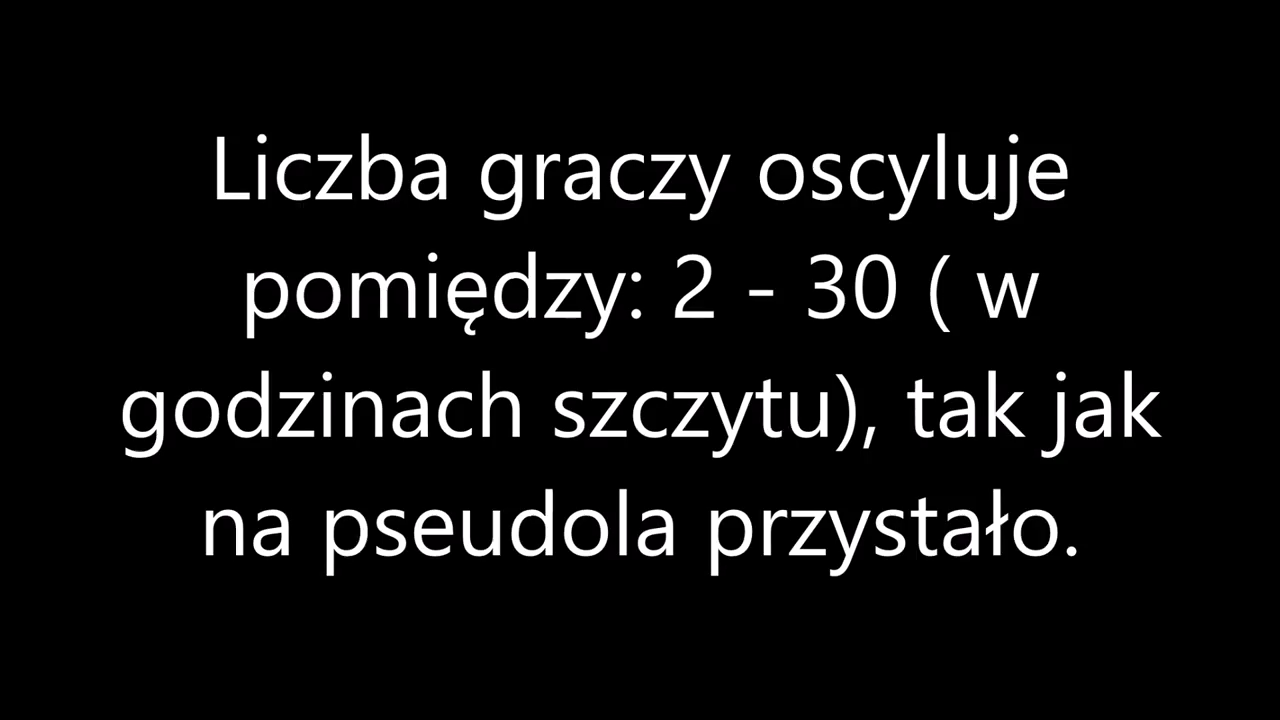 Liczba graczy oscyluje
pomiędzy: 2 - 30 ( w
godzinach szczytu), tak jak
na pseudola przystało.